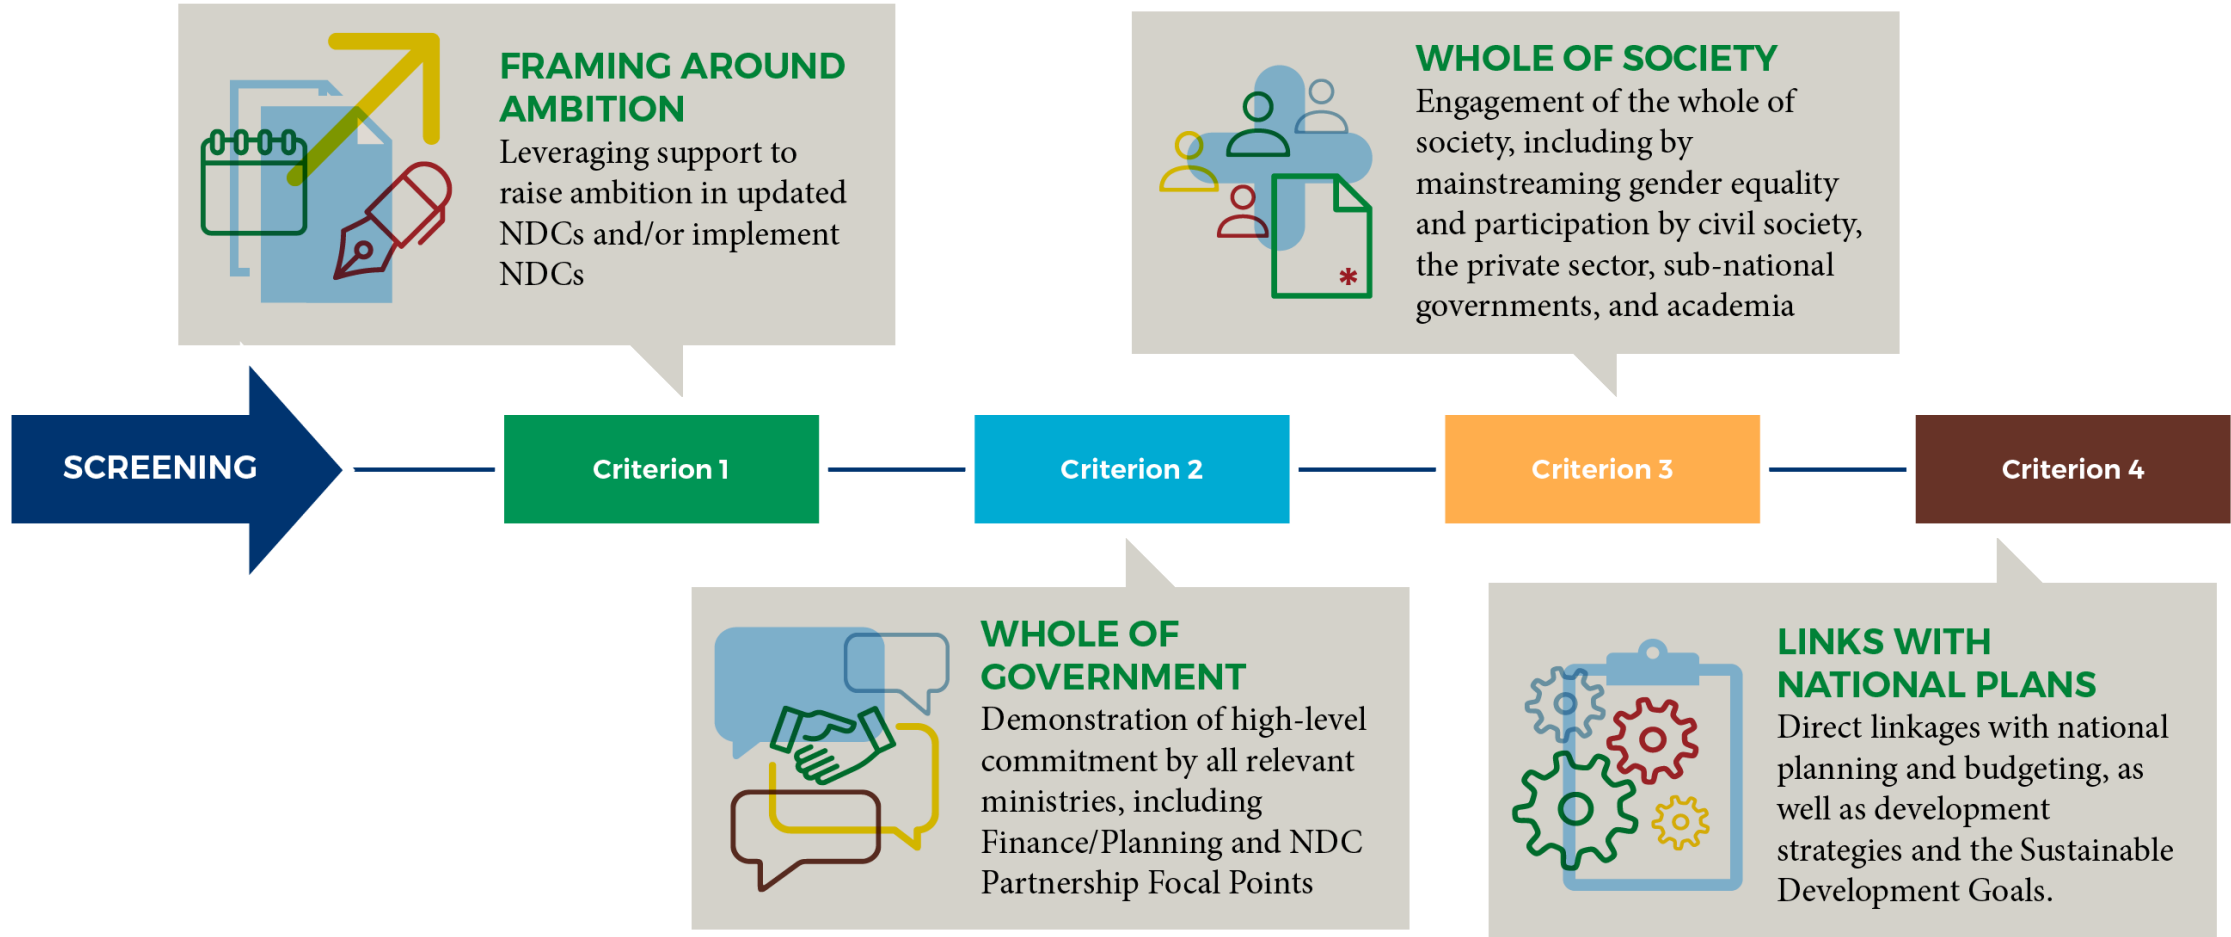 FRAMING AROUND
AMBITION
Leveraging support to
raise ambition in updated
NDCs and/or implement
NDCs
WHOLE OF SOCIETY
Engagement of the whole of
society, including by
mainstreaming gender equality
and participation by civil society,
the private sector, sub-national
governments, and academia
*
SCREENING
Criterion 1
Criterion 2
Criterion 3
Criterion 4
WHOLE OF
GOVERNMENT
Demonstration of high-level
commitment by all relevant
ministries, including
Finance/Planning and NDC
Partnership Focal Points
LINKS WITH
NATIONAL PLANS
Direct linkages with national
planning and budgeting, as
well as development
strategies and the Sustainable
Development Goals.